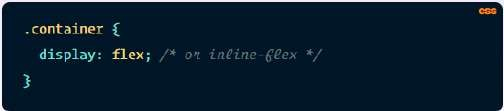 css
.container {
  display: flex; /* or inline-flex */
}